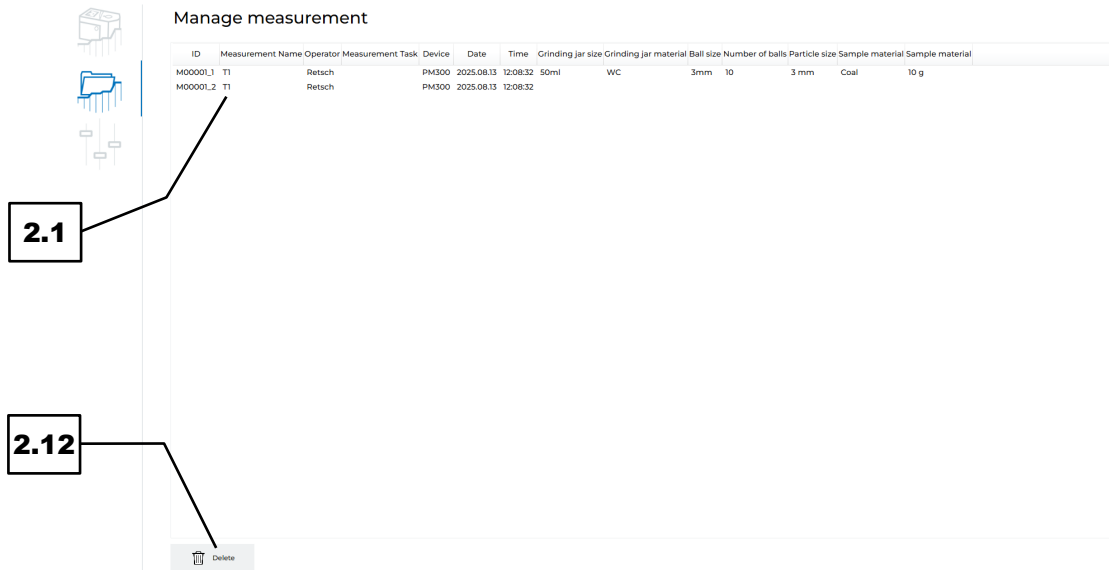 Manage measurement
ID Measurement Name Operator Measurement Task Device Date Time Grinding jar size Grinding jar material Ball size Number of balls Particle size Sample material Sample material
M00001_1 T1 Retsch PM300 2025.08.13 12:08:32 50ml WC 3mm 10 3 mm Coal 10 g
M00001_2 T1 Retsch PM300 2025.08.13 12:08:32
2.1
2.12
Delete